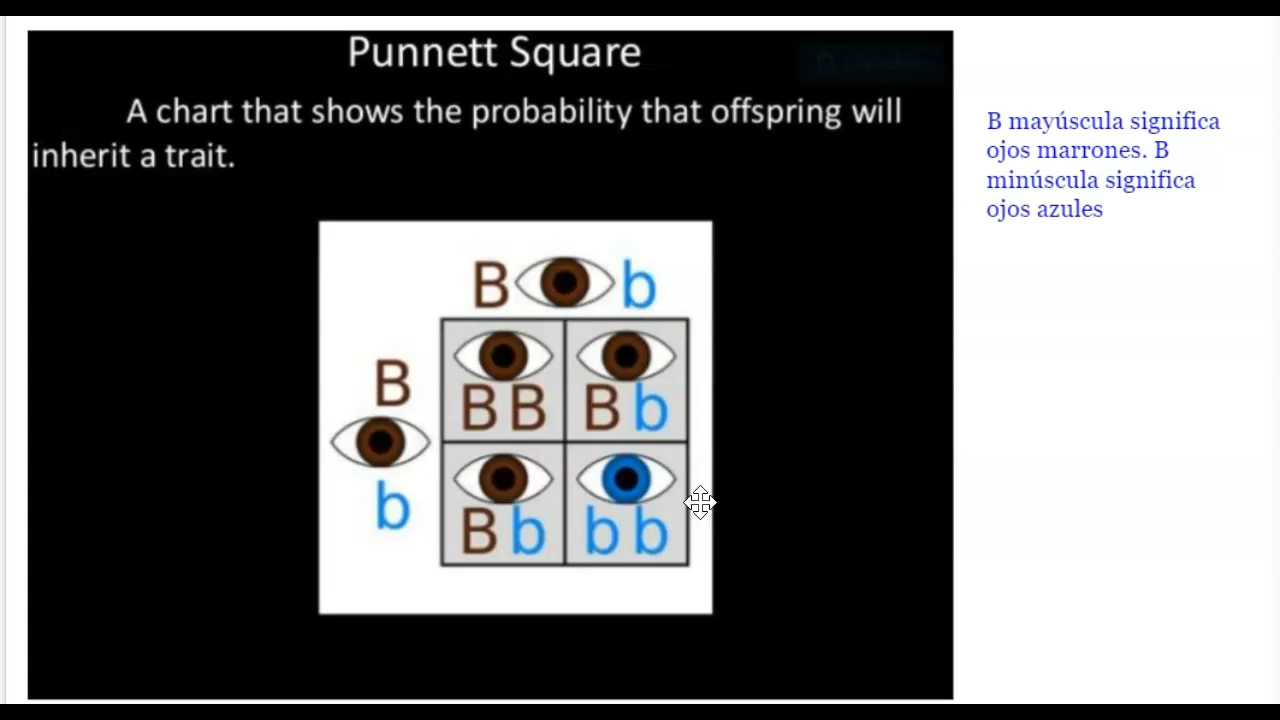 Punnett Square
A chart that shows the probability that offspring will
inherit a trait.
B b
B
B B B b
b
B b b b
B mayúscula significa
ojos marrones. B
minúscula significa
ojos azules